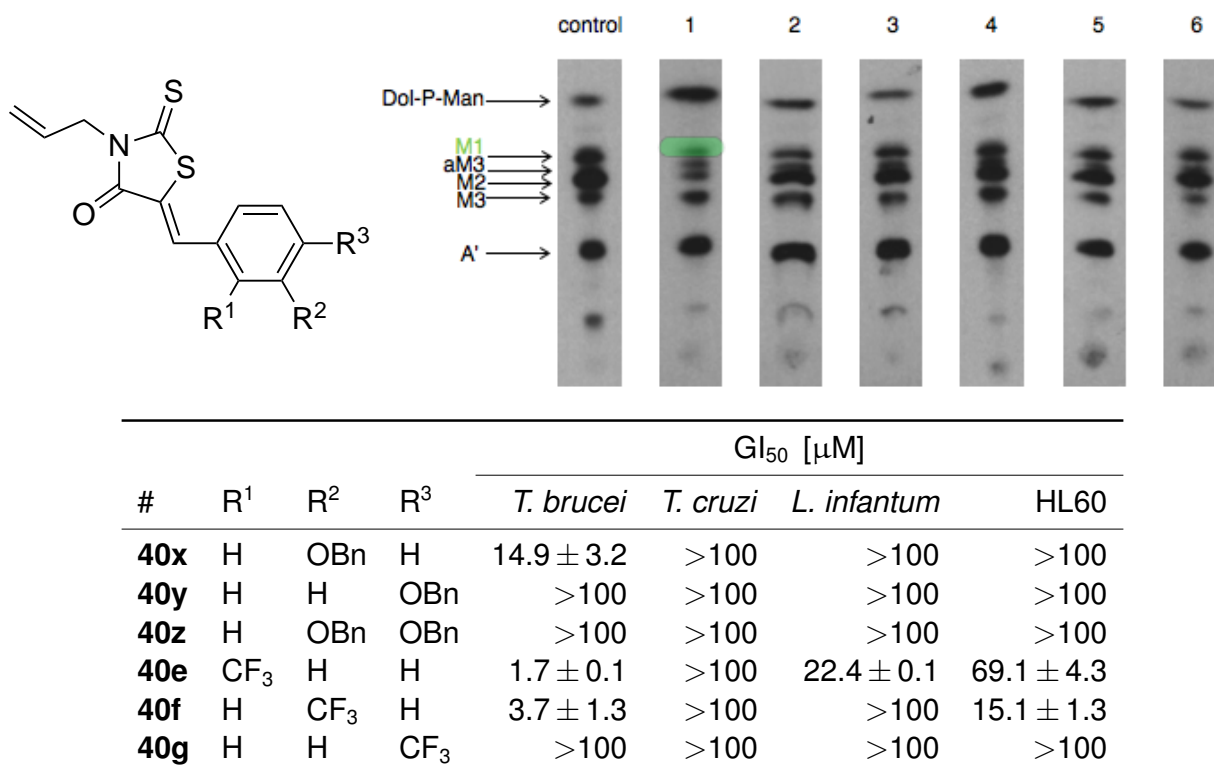 control 1 2 3 4 5 6
Dol-P-Man
M1
aM3
M2
M3
A'
S
N
S
O
R³
R¹ R²
GI₅₀ [μM]
# R¹ R² R³ T. brucei T. cruzi L. infantum HL60
40x H OBn H 14.9 ± 3.2 >100 >100 >100
40y H H OBn >100 >100 >100 >100
40z H OBn OBn >100 >100 >100 >100
40e CF₃ H H 1.7 ± 0.1 >100 22.4 ± 0.1 69.1 ± 4.3
40f H CF₃ H 3.7 ± 1.3 >100 >100 15.1 ± 1.3
40g H H CF₃ >100 >100 >100 >100